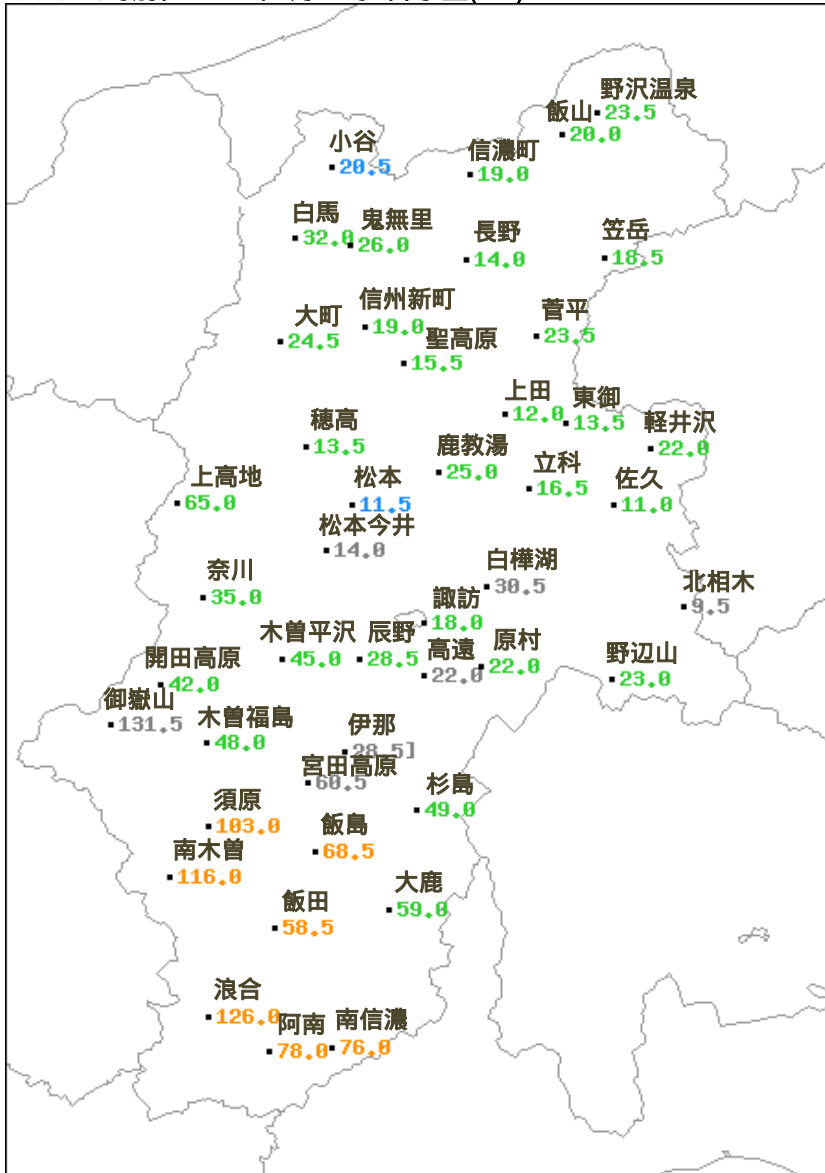 野沢温泉
23.5
飯山
20.0
小谷
20.5
信濃町
19.0
白馬
32.0
鬼無里
26.0
長野
14.0
笠岳
18.5
信州新町
19.0
大町
24.5
菅平
23.5
聖高原
15.5
上田
12.0
東御
13.5
穂高
13.5
軽井沢
22.0
鹿教湯
25.0
立科
16.5
上高地
65.0
松本
11.5
佐久
11.0
松本今井
14.0
白樺湖
30.5
奈川
35.0
北相木
9.5
諏訪
18.0
木曽平沢
45.0
辰野
28.5
原村
22.0
高遠
22.0
野辺山
23.0
開田高原
42.0
御嶽山
131.5
木曽福島
48.0
伊那
28.5]
宮田高原
60.5
杉島
49.0
須原
103.0
飯島
68.5
南木曽
116.0
大鹿
59.0
飯田
58.5
浪合
126.0
阿南
78.0
南信濃
76.0